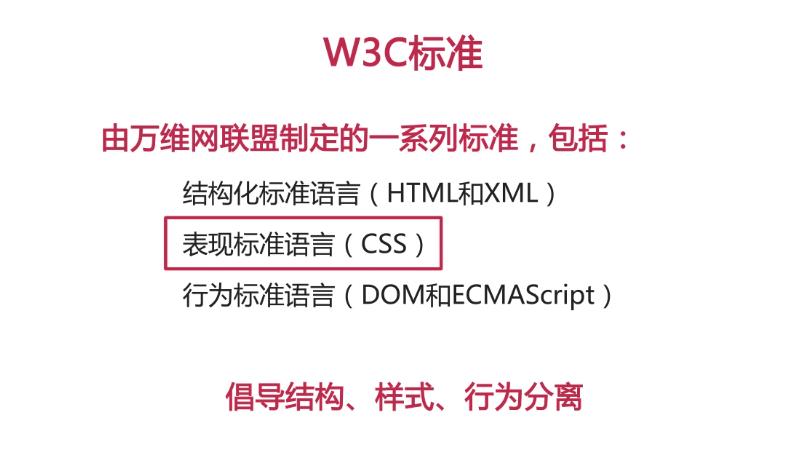 W3C标准
由万维网联盟制定的一系列标准，包括：
结构化标准语言（HTML和XML）
表现标准语言（CSS）
行为标准语言（DOM和ECMAScript）
倡导结构、样式、行为分离